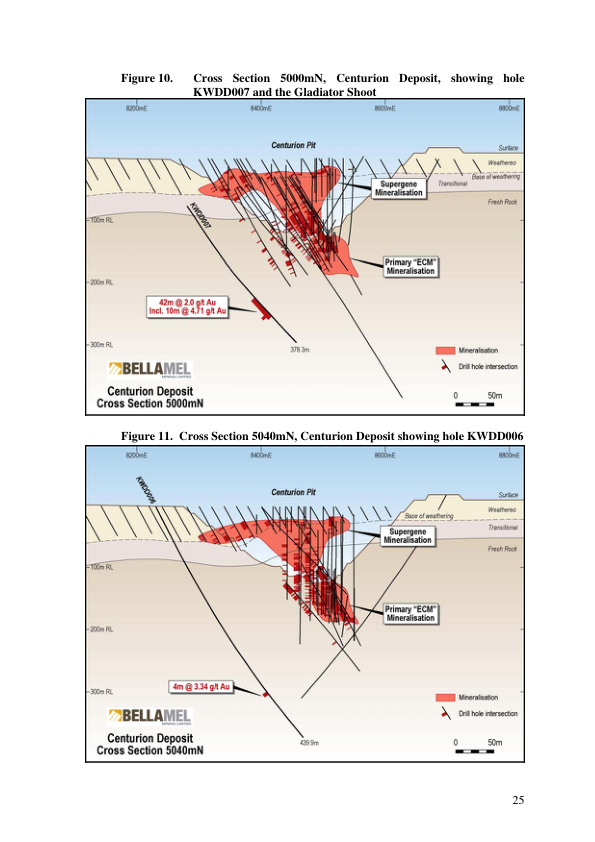 Figure 10. Cross Section 5000mN, Centurion Deposit, showing hole
KWDD007 and the Gladiator Shoot
8200mE 8400mE 8600mE 8800mE
Centurion Pit
Surface
Weathered
Base of weathering
Transitional
Fresh Rock
Supergene
Mineralisation
KWDD007
100m RL
Primary "ECM"
Mineralisation
200m RL
42m @ 2.0 g/t Au
Incl. 10m @ 4.71 g/t Au
300m RL
378.3m
Mineralisation
Drill hole intersection
BELLAMEL
MINING LIMITED
Centurion Deposit
Cross Section 5000mN
0 50m
Figure 11. Cross Section 5040mN, Centurion Deposit showing hole KWDD006
8200mE 8400mE 8600mE 8800mE
KWDD006
Centurion Pit
Surface
Weathered
Base of weathering
Transitional
Supergene
Mineralisation
Fresh Rock
100m RL
Primary "ECM"
Mineralisation
200m RL
4m @ 3.34 g/t Au
300m RL
Mineralisation
Drill hole intersection
BELLAMEL
MINING LIMITED
439.9m
Centurion Deposit
Cross Section 5040mN
0 50m
25